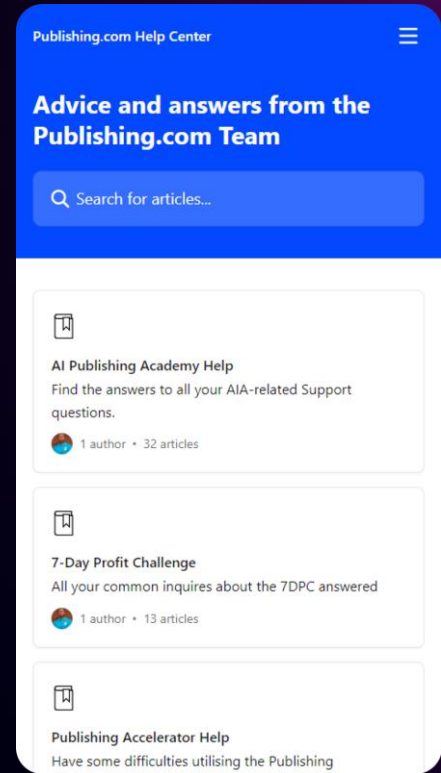 Publishing.com Help Center
Advice and answers from the
Publishing.com Team
Search for articles...
AI Publishing Academy Help
Find the answers to all your AIA-related Support
questions.
1 author • 32 articles
7-Day Profit Challenge
All your common inquires about the 7DPC answered
1 author • 13 articles
Publishing Accelerator Help
Have some difficulties utilising the Publishing